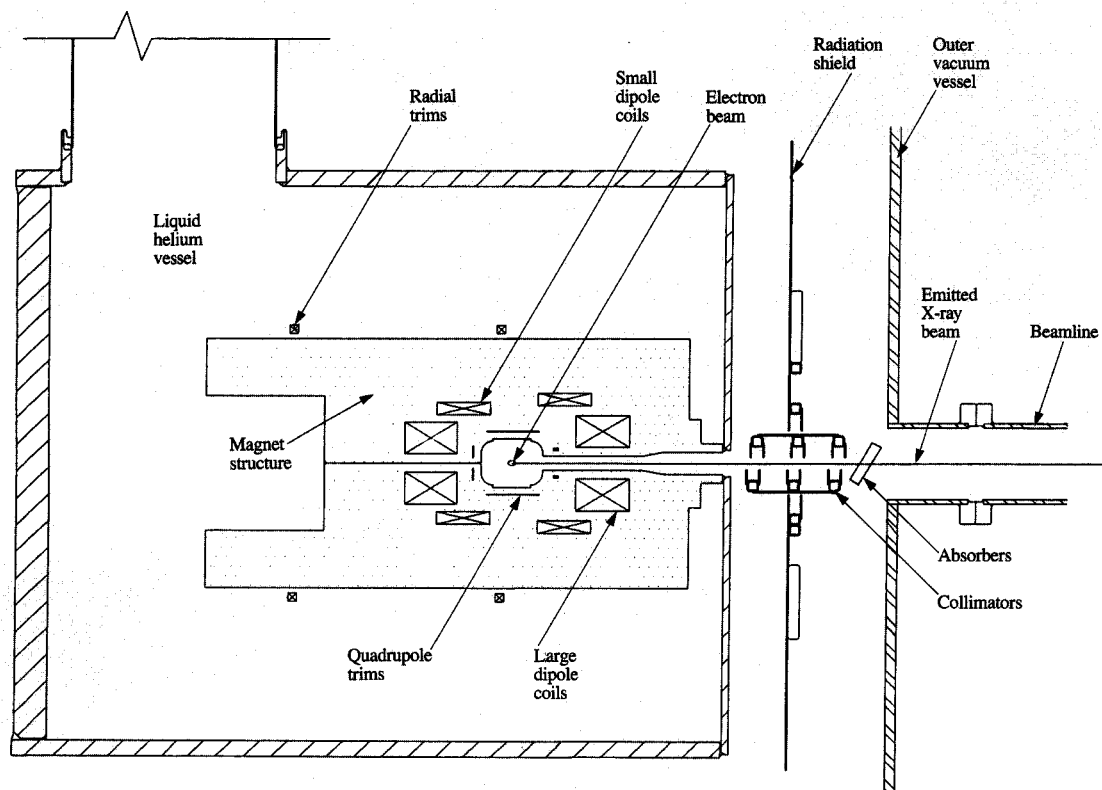 Radiation
shield
Outer
vacuum
vessel
Small
dipole
coils
Electron
beam
Radial
trims
Liquid
helium
vessel
Emitted
X-ray
beam
Beamline
Magnet
structure
Absorbers
Collimators
Quadrupole
trims
Large
dipole
coils